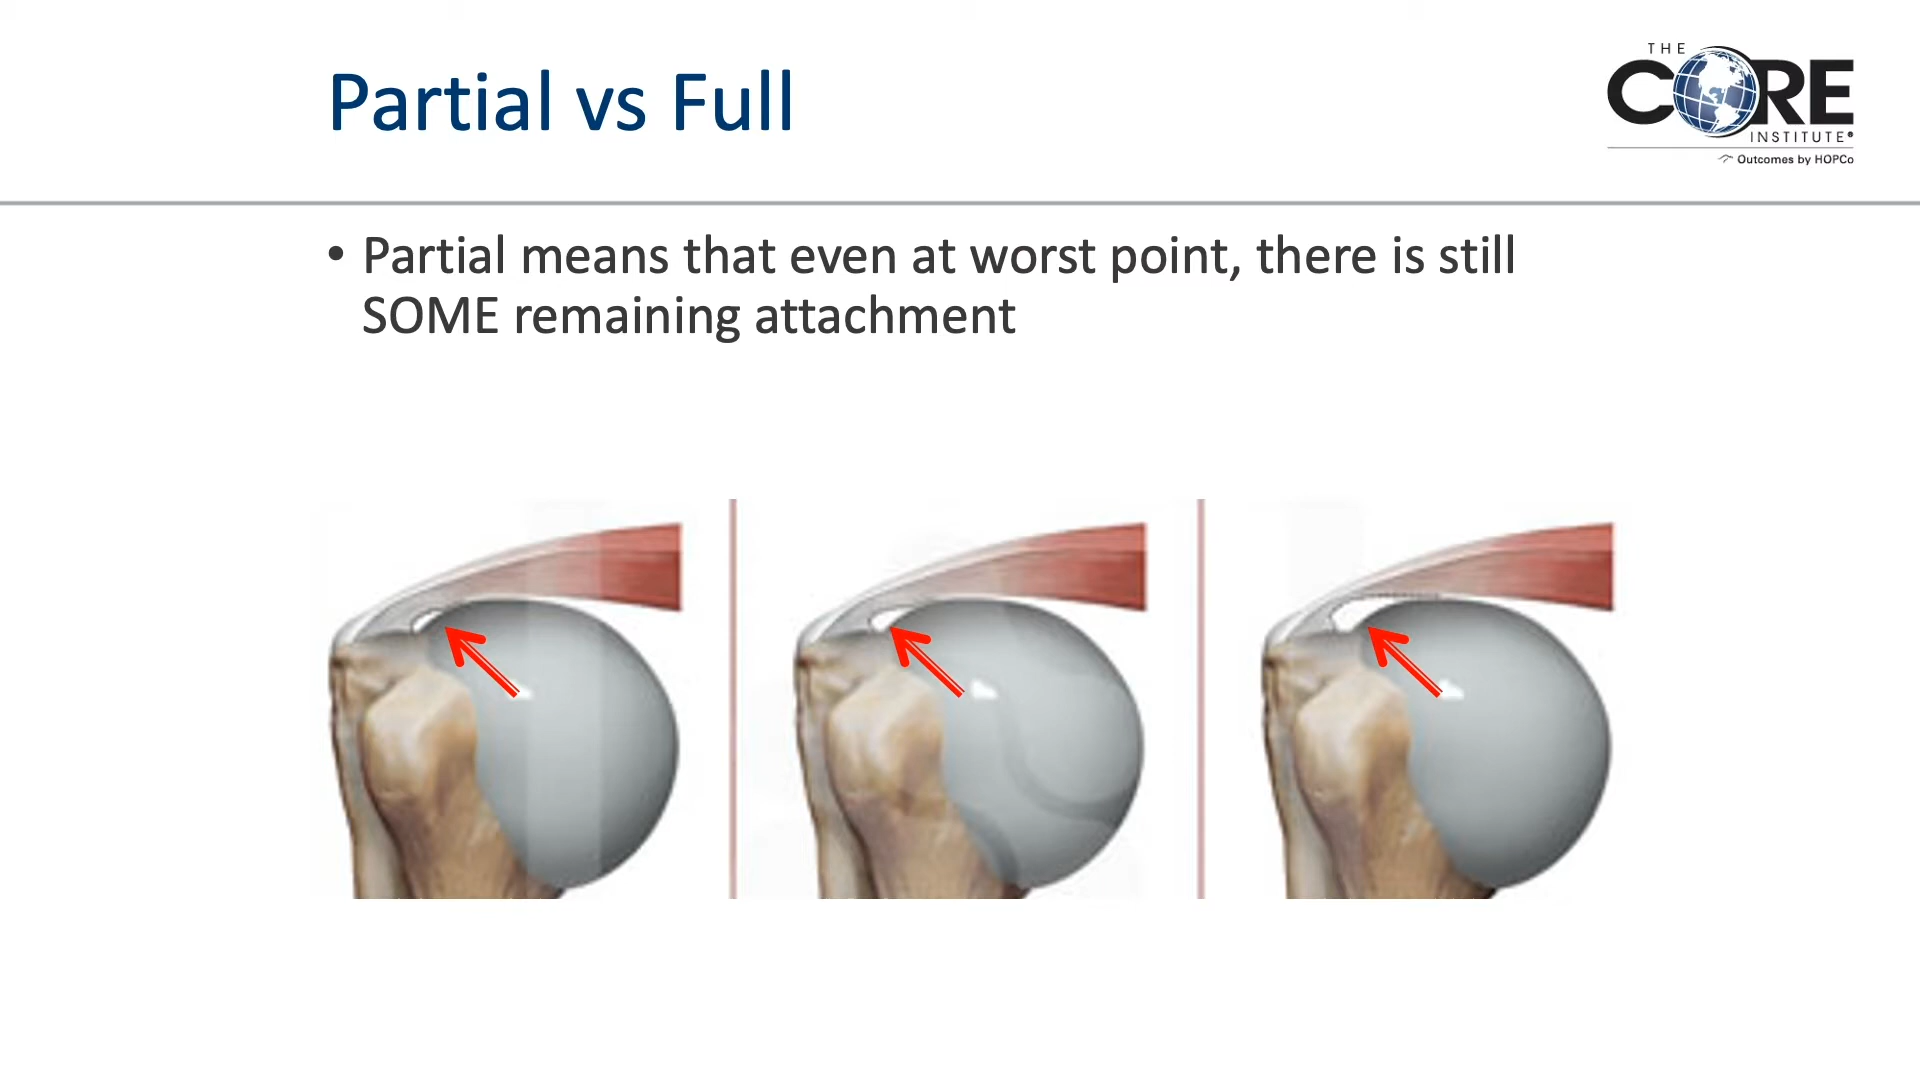 Partial vs Full
THE
CORE
INSTITUTE®
Outcomes by HOPCo
• Partial means that even at worst point, there is still
SOME remaining attachment